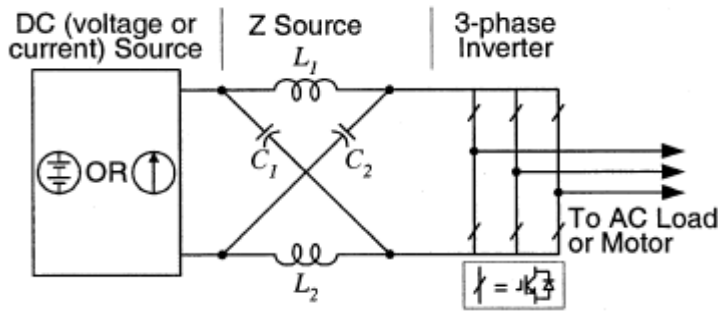 DC (voltage or
current) Source
Z Source
3-phase
Inverter
L1
C1
C2
OR
L2
To AC Load
or Motor
=